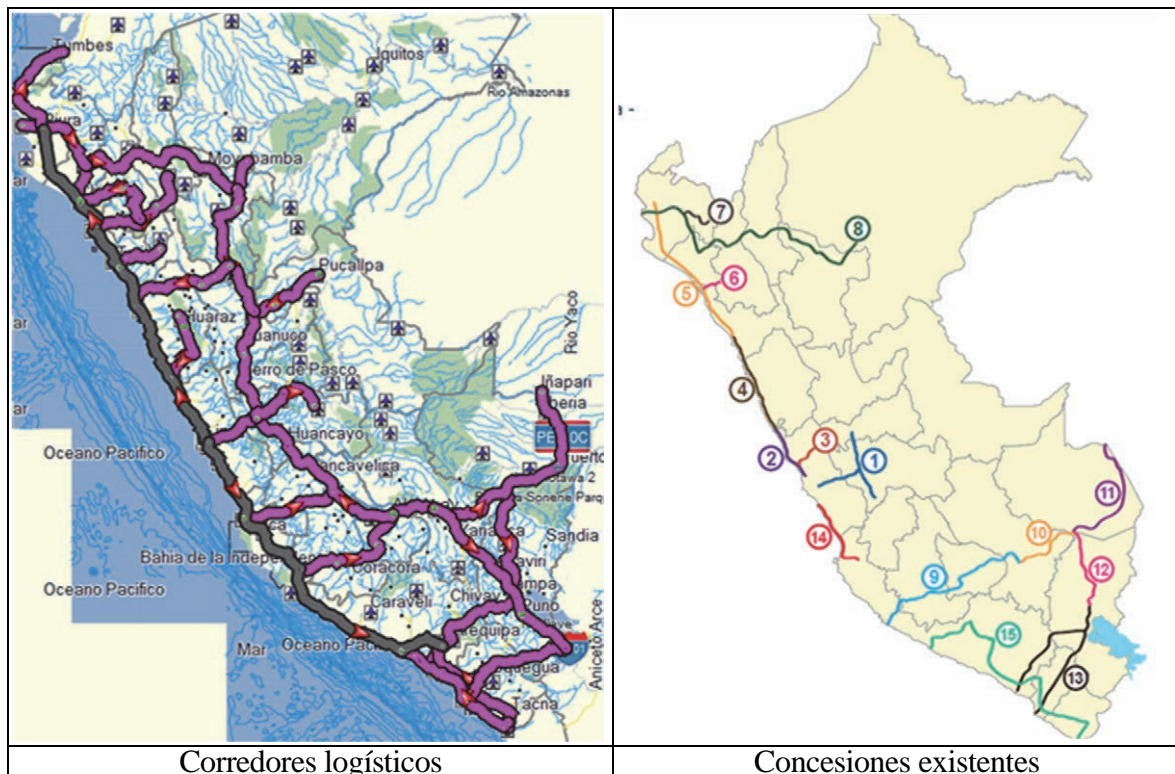 Tumbes
Iquitos
Rio Amazonas
Piura
Moyobamba
mar
Pucallpa
Huaraz
Huanuco
Cerro de Pasco
mar
Rio Yaco
Iñapari
Iberia
Huancayo
mar
Oceano Pacifico
Huancavelica
Puerto
Sandia
Bahia de la Independencia
Coracora
Oceano Pacifico
Caraveli
Chivay
Puno
Arequipa
Oceano Pacifico
Mar
Moquegua
Tacna
Aniceto Arce
7
8
6
5
4
3
2
1
11
14
10
9
12
15
13
Corredores logísticos
Concesiones existentes